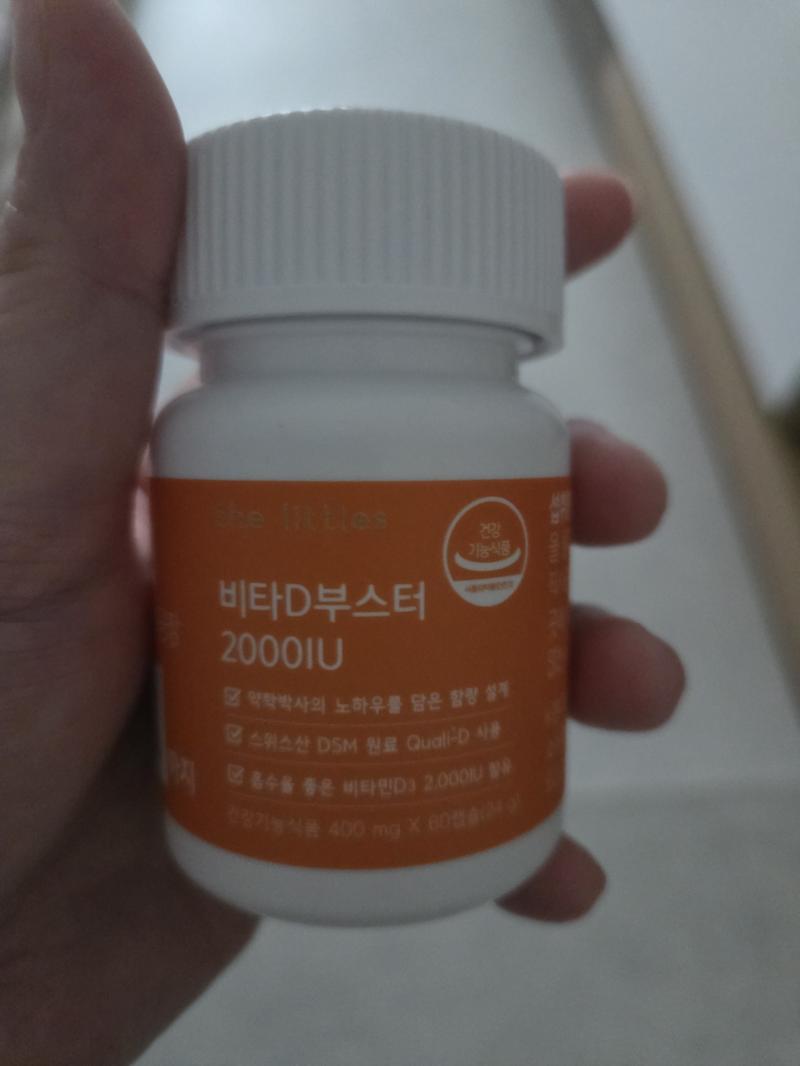 the littles
건강
기능식품
비타D부스터
2000IU
약학박사의 노하우를 담은 함량 설계
스위스산 DSM 원료 Quali-D 사용
흡수율 좋은 비타민D3 2,000IU 함유
건강기능식품 400 mg X 60캡슐(24 g)
까지